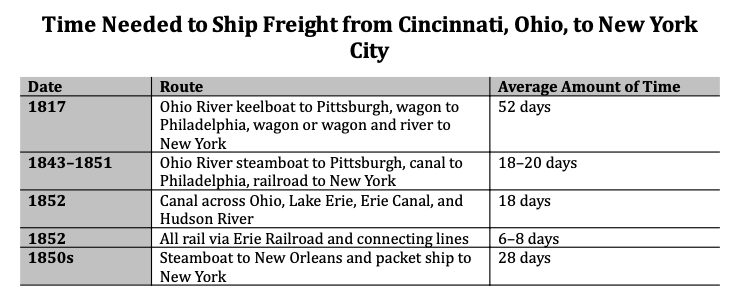 Time Needed to Ship Freight from Cincinnati, Ohio, to New York
City
Date Route Average Amount of Time
1817 Ohio River keelboat to Pittsburgh, wagon to 52 days
Philadelphia, wagon or wagon and river to
New York
1843–1851 Ohio River steamboat to Pittsburgh, canal to 18–20 days
Philadelphia, railroad to New York
1852 Canal across Ohio, Lake Erie, Erie Canal, and 18 days
Hudson River
1852 All rail via Erie Railroad and connecting lines 6–8 days
1850s Steamboat to New Orleans and packet ship to 28 days
New York